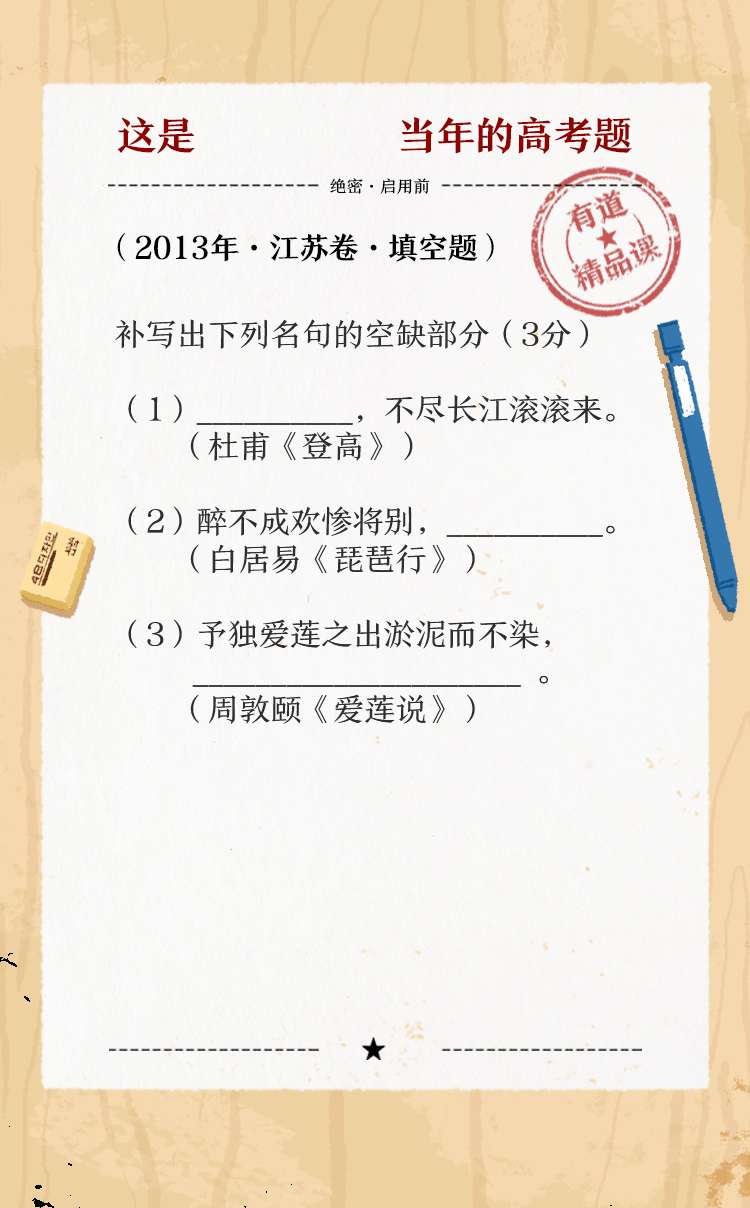 这是 当年的高考题
绝密·启用前
（2013年·江苏卷·填空题）
有道
精品课
补写出下列名句的空缺部分（3分）
（1）__________，不尽长江滚滚来。
（杜甫《登高》）
（2）醉不成欢惨将别，__________。
（白居易《琵琶行》）
（3）予独爱莲之出淤泥而不染，
_____________________ 。
（周敦颐《爱莲说》）